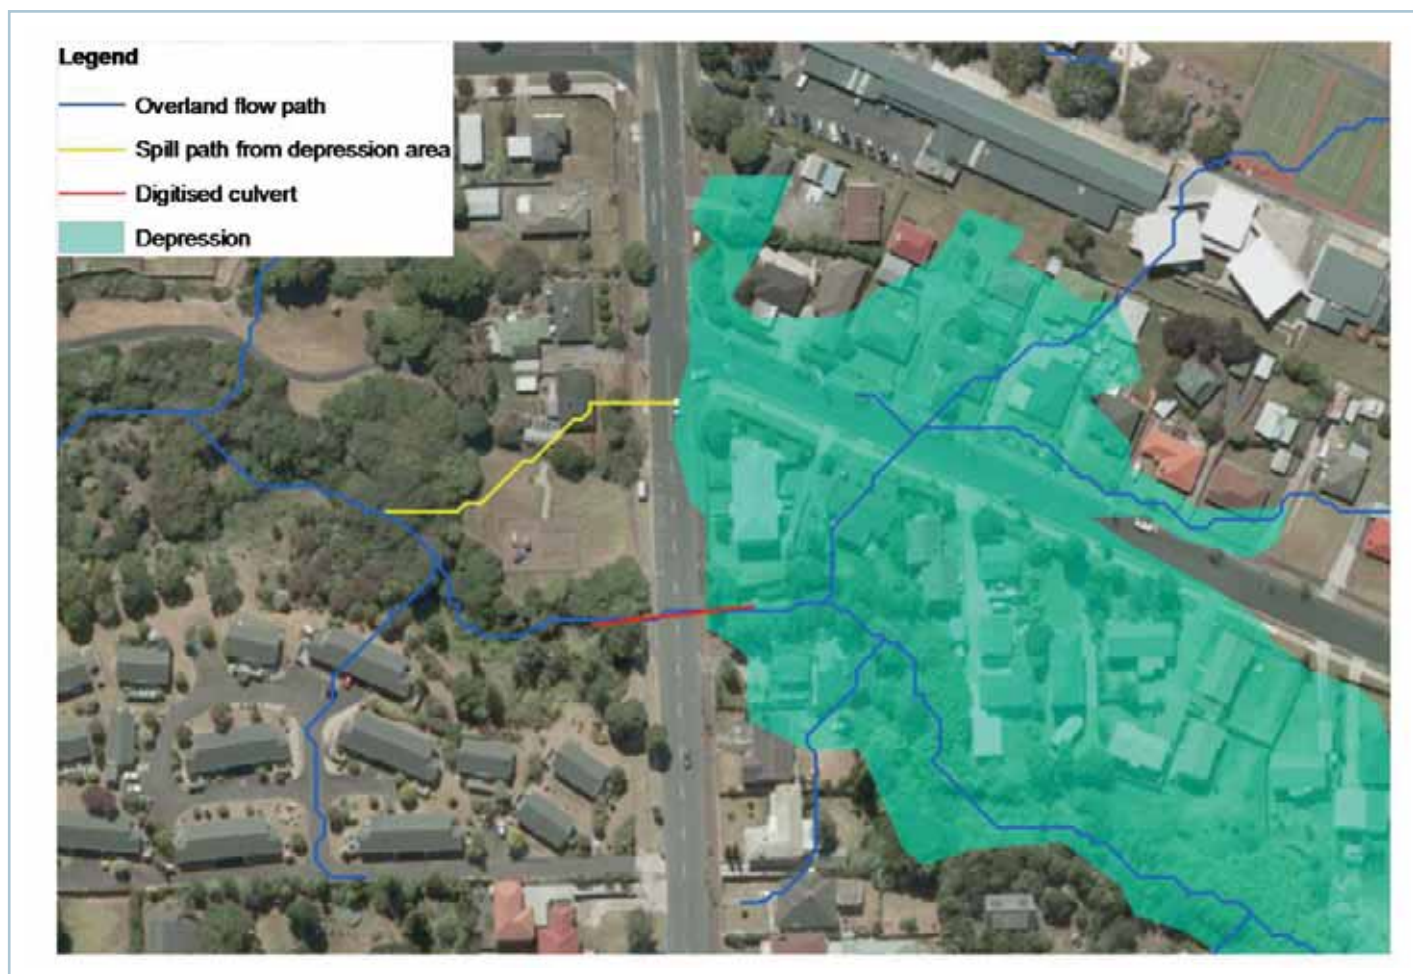 Legend
Overland flow path
Spill path from depression area
Digitised culvert
Depression